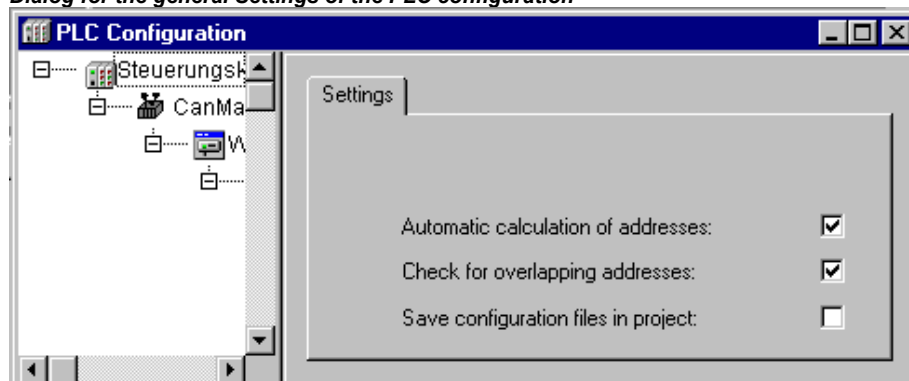 Dialog for the general Settings of the PLC configuration
PLC Configuration
Steuerungsk
CanMa
W
Settings
Automatic calculation of addresses:
Check for overlapping addresses:
Save configuration files in project: